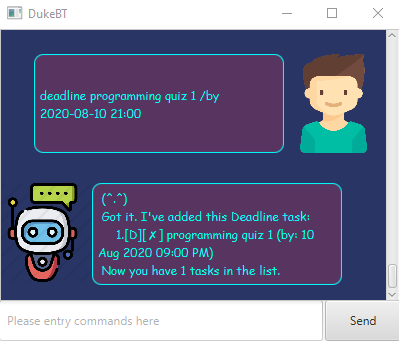 DukeBT
deadline programming quiz 1 /by
2020-08-10 21:00
(^.^)
Got it. I've added this Deadline task:
1.[D][✗] programming quiz 1 (by: 10
Aug 2020 09:00 PM)
Now you have 1 tasks in the list.
Please entry commands here
Send